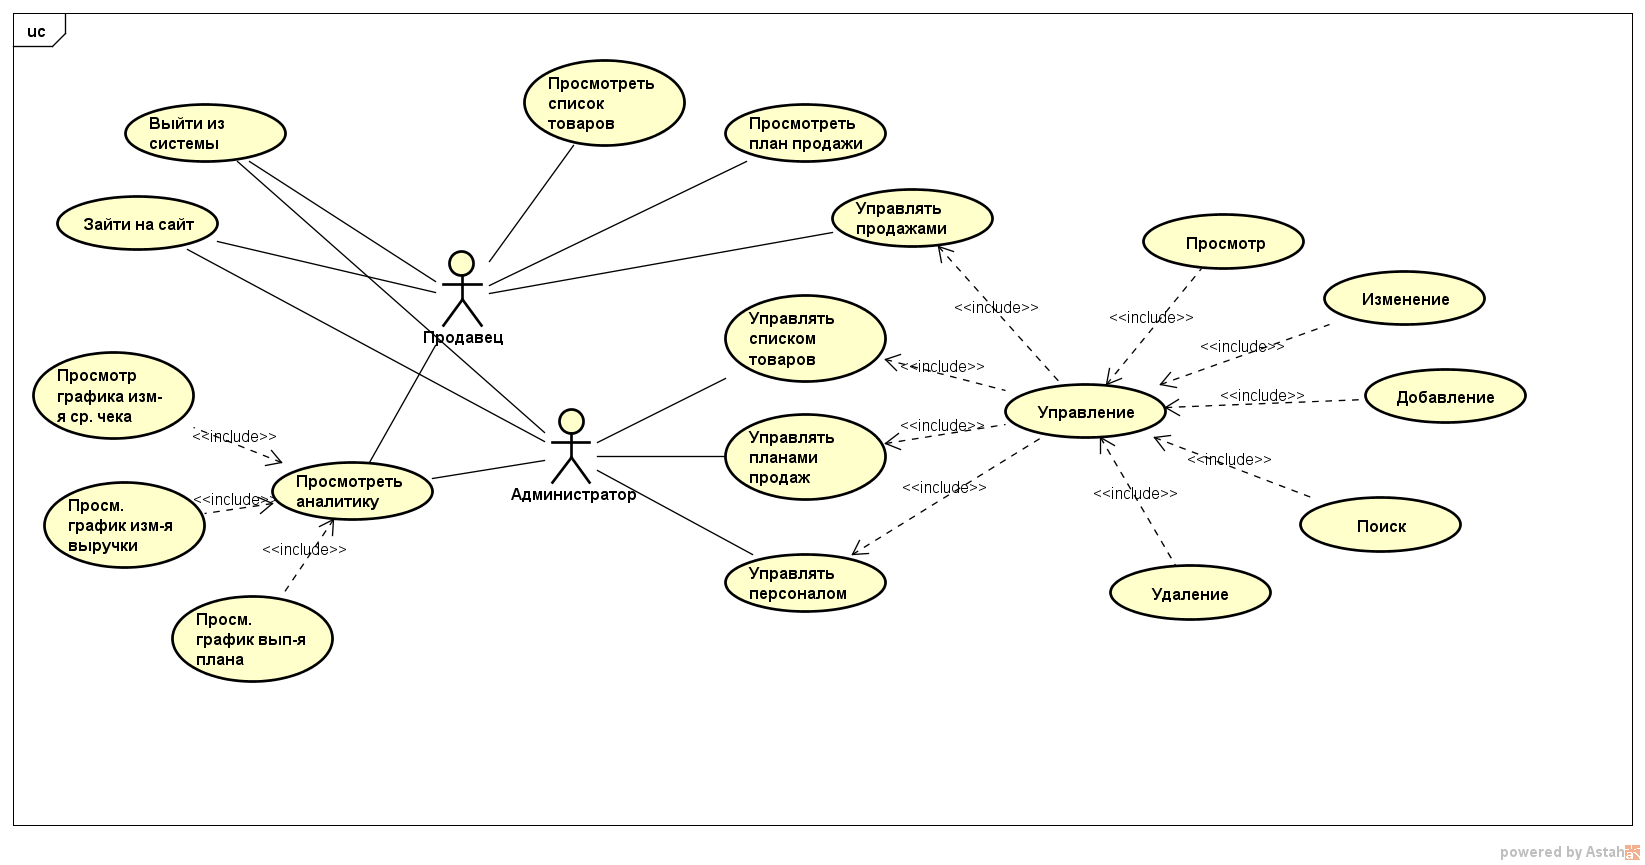 uc
Просмотреть
список
товаров
Выйти из
системы
Просмотреть
план продажи
Зайти на сайт
Управлять
продажами
Просмотр
Изменение
<<include>>
<<include>>
Продавец
Управлять
списком
товаров
<<include>>
<<include>>
Просмотр
графика изм-
я ср. чека
<<include>>
Добавление
Управление
<<include>>
<<include>>
Управлять
планами
продаж
<<include>>
Просмотреть
аналитику
Администратор
<<include>>
<<include>>
<<include>>
Просм.
график изм-я
выручки
Поиск
<<include>>
Управлять
персоналом
Удаление
Просм.
график вып-я
плана
powered by Astah